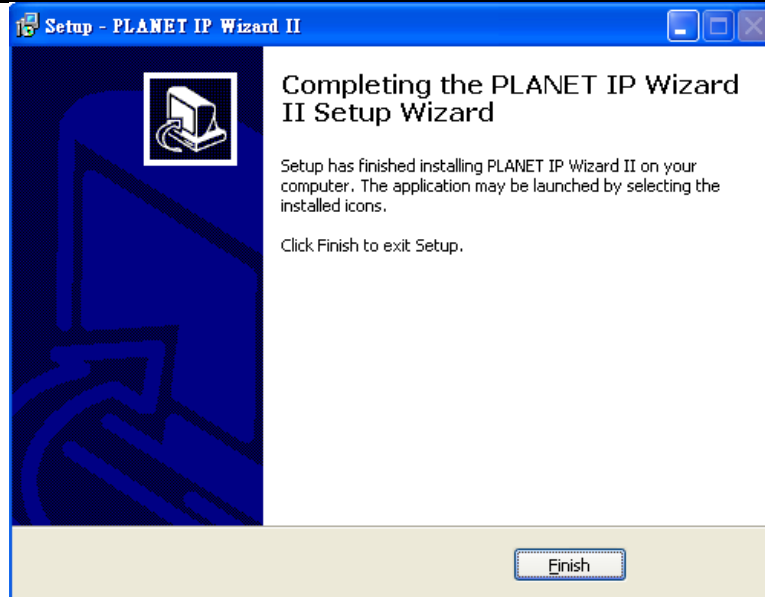 Setup - PLANET IP Wizard II
Completing the PLANET IP Wizard
II Setup Wizard
Setup has finished installing PLANET IP Wizard II on your
computer. The application may be launched by selecting the
installed icons.
Click Finish to exit Setup.
Finish